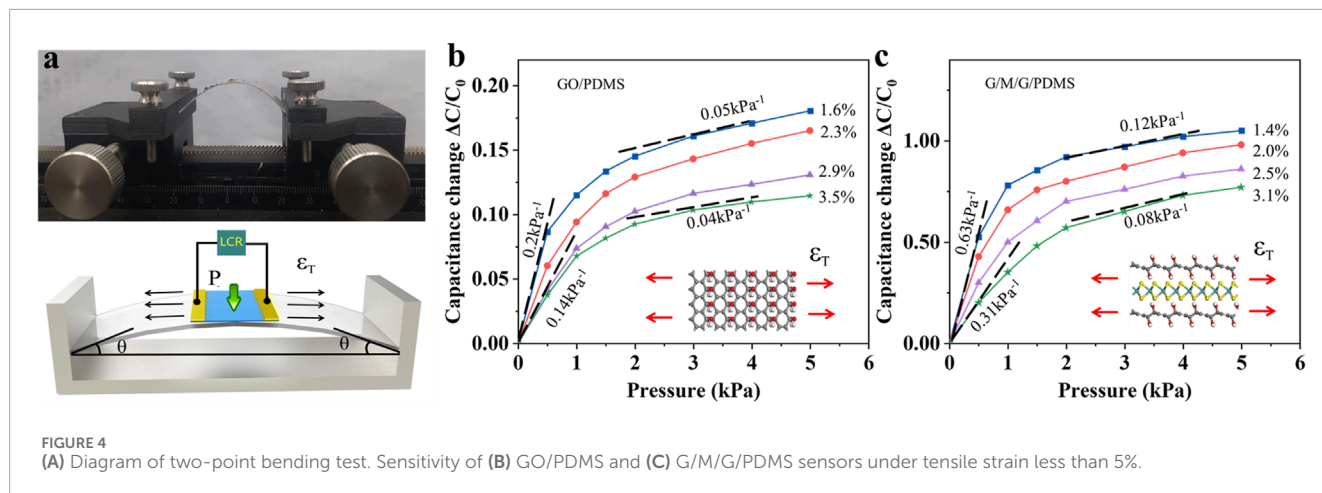 a
LCR
P
ε_T
θ
θ
b
GO/PDMS
Capacitance change ΔC/C₀
0.20
0.15
0.10
0.05
0.00
0.05kPa⁻¹
0.2kPa⁻¹
0.14kPa⁻¹
0.04kPa⁻¹
1.6%
2.3%
2.9%
3.5%
ε_T
0 1 2 3 4 5 6
Pressure (kPa)
c
G/M/G/PDMS
Capacitance change ΔC/C₀
1.00
0.50
0.00
0.12kPa⁻¹
0.63kPa⁻¹
0.31kPa⁻¹
0.08kPa⁻¹
1.4%
2.0%
2.5%
3.1%
ε_T
0 1 2 3 4 5 6
Pressure (kPa)
FIGURE 4
(A) Diagram of two-point bending test. Sensitivity of (B) GO/PDMS and (C) G/M/G/PDMS sensors under tensile strain less than 5%.